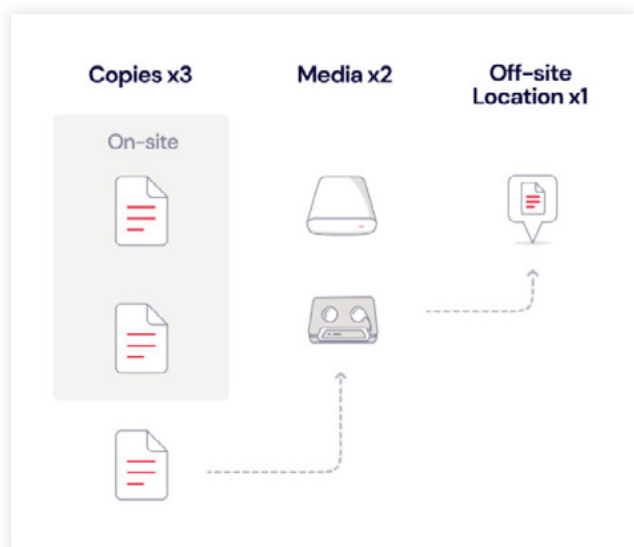 Copies x3
Media x2
Off-site
Location x1
On-site